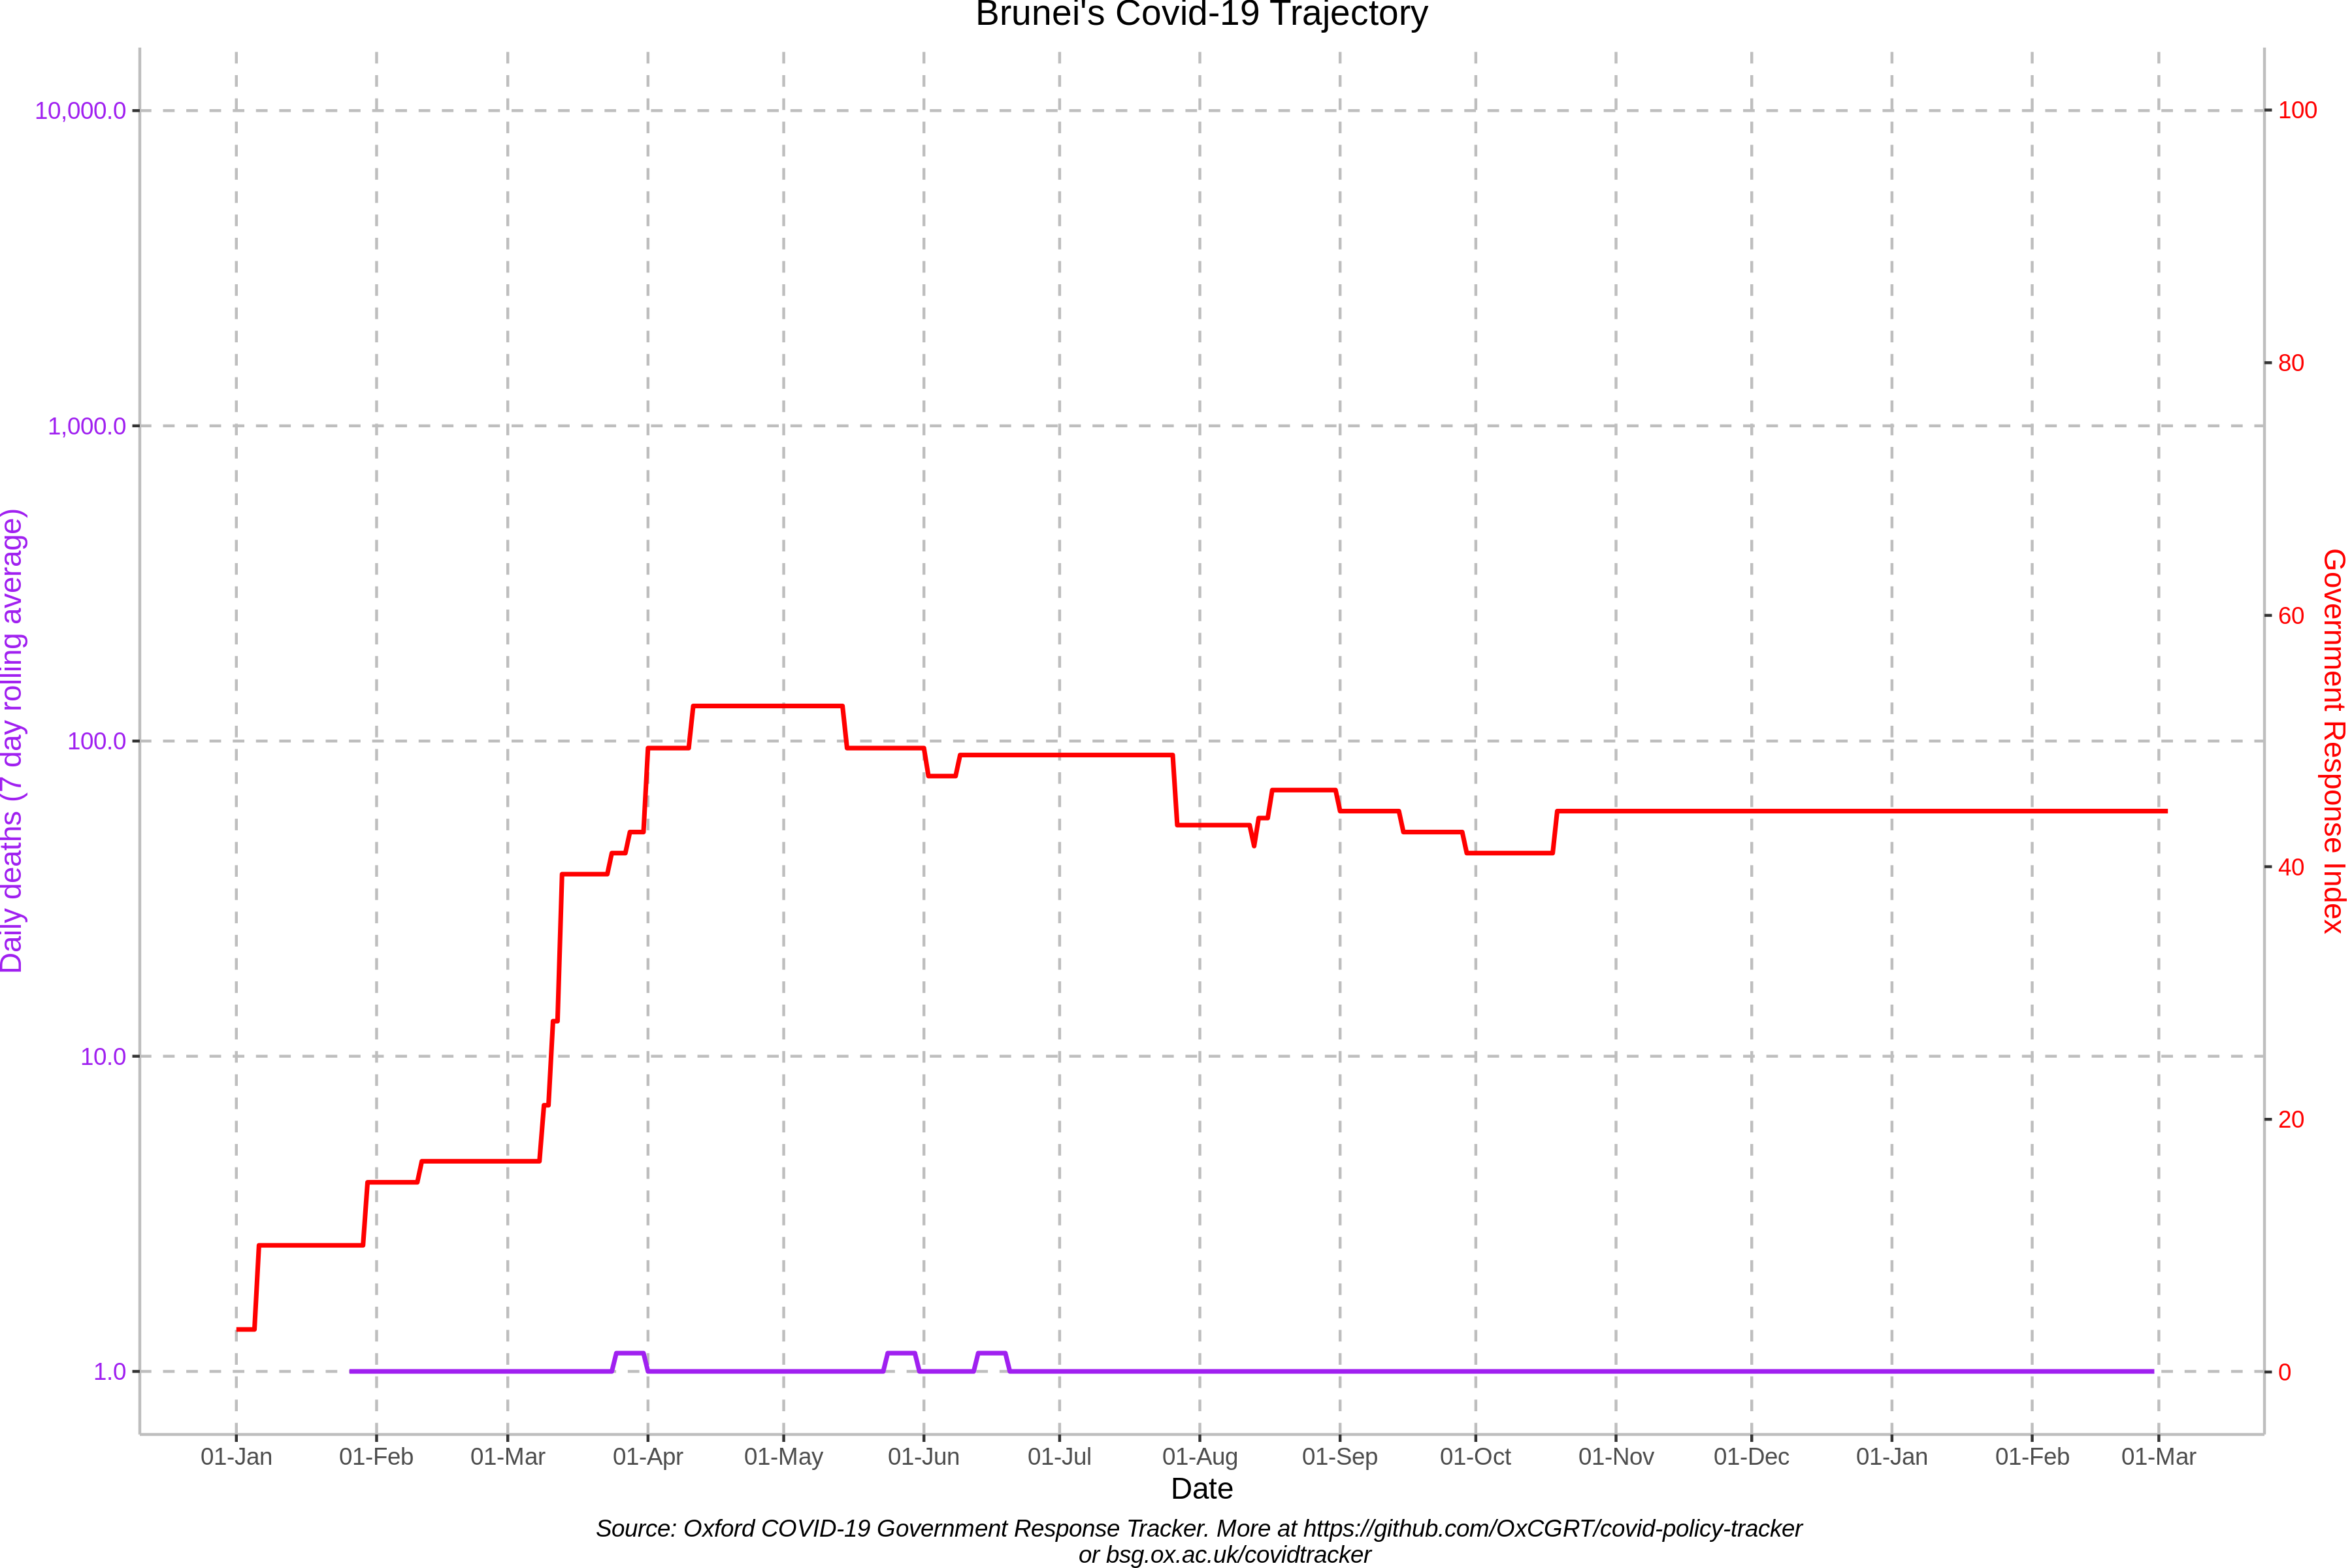 Brunei's Covid-19 Trajectory
10,000.0
1,000.0
100.0
10.0
1.0
Daily deaths (7 day rolling average)
100
80
60
40
20
0
Government Response Index
01-Jan 01-Feb 01-Mar 01-Apr 01-May 01-Jun 01-Jul 01-Aug 01-Sep 01-Oct 01-Nov 01-Dec 01-Jan 01-Feb 01-Mar
Date
Source: Oxford COVID-19 Government Response Tracker. More at https://github.com/OxCGRT/covid-policy-tracker
or bsg.ox.ac.uk/covidtracker